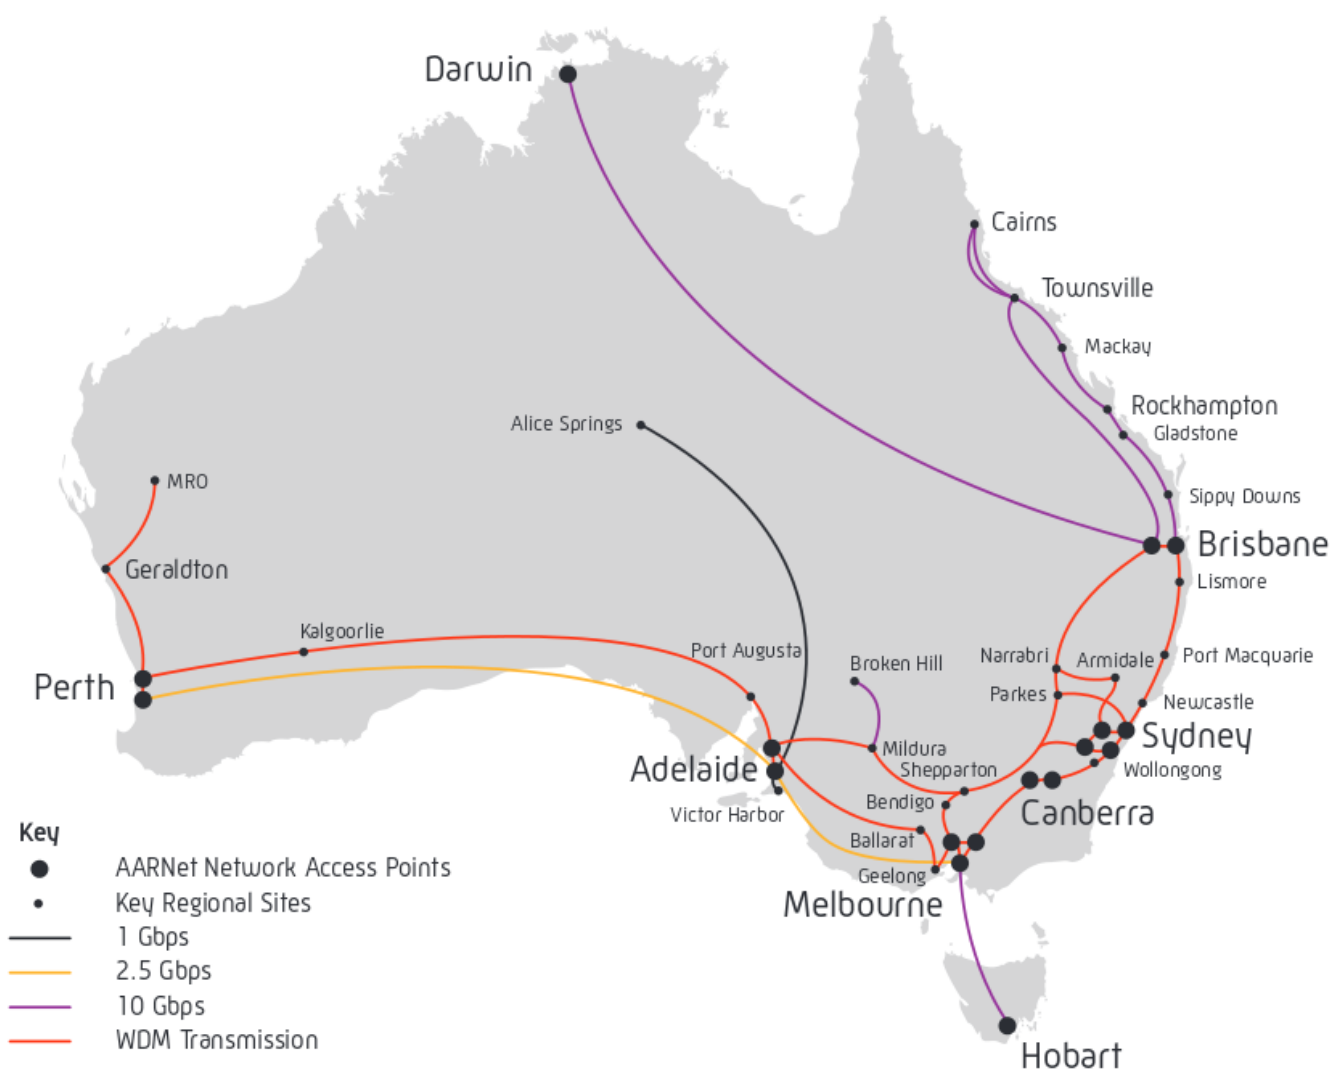 Darwin
Cairns
Townsville
Mackay
Rockhampton
Gladstone
Alice Springs
MRO
Sippy Downs
Brisbane
Geraldton
Lismore
Kalgoorlie
Port Augusta
Broken Hill
Narrabri
Armidale
Port Macquarie
Perth
Parkes
Newcastle
Sydney
Mildura
Adelaide
Shepparton
Wollongong
Bendigo
Victor Harbor
Canberra
Ballarat
Geelong
Melbourne
Hobart
Key
AARNet Network Access Points
Key Regional Sites
1 Gbps
2.5 Gbps
10 Gbps
WDM Transmission